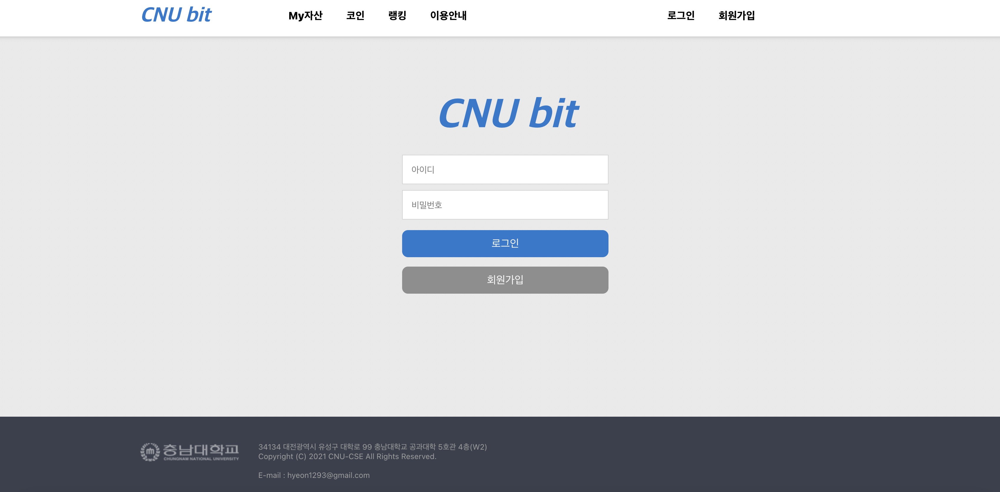 CNU bit
My자산 코인 랭킹 이용안내 로그인 회원가입
CNU bit
아이디
비밀번호
로그인
회원가입
충남대학교
CHUNGNAM NATIONAL UNIVERSITY
34134 대전광역시 유성구 대학로 99 충남대학교 공과대학 5호관 4층(W2)
Copyright (C) 2021 CNU-CSE All Rights Reserved.
E-mail : hyeon1293@gmail.com